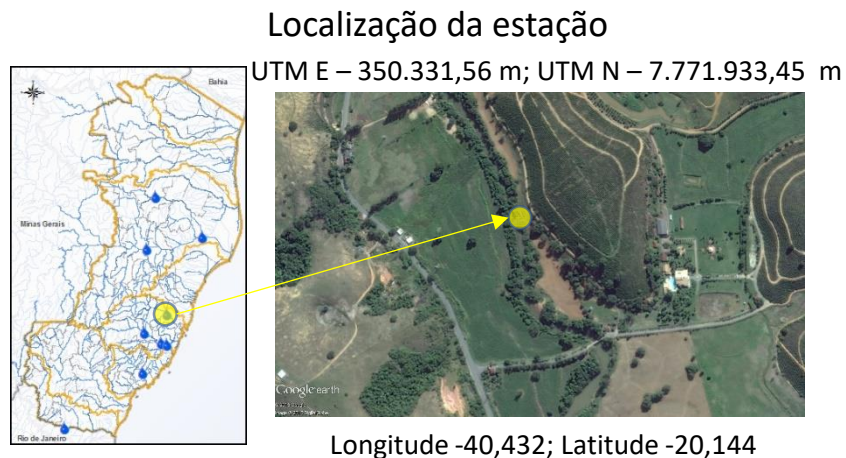 Localização da estação
UTM E – 350.331,56 m; UTM N – 7.771.933,45 m
Bahia
Minas Gerais
Rio de Janeiro
Google earth
Longitude -40,432; Latitude -20,144